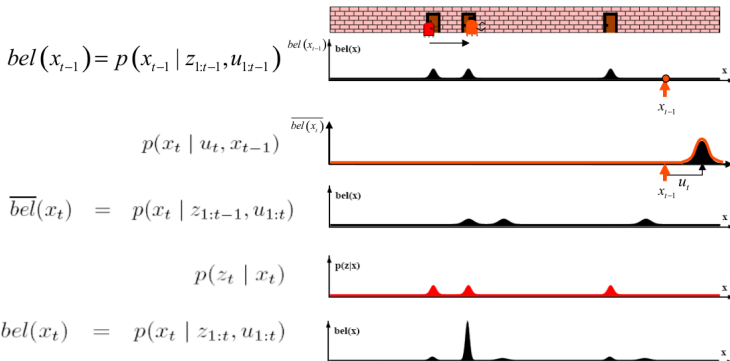 bel(x_{t-1}) = p(x_{t-1} | z_{1:t-1}, u_{1:t-1})
bel(x_{t-1})
bel(x)
x
x_{t-1}
p(x_t | u_t, x_{t-1})
\overline{bel(x_t)}
x_{t-1}
u_t
\overline{bel}(x_t) = p(x_t | z_{1:t-1}, u_{1:t})
bel(x)
x
p(z_t | x_t)
p(z|x)
x
bel(x_t) = p(x_t | z_{1:t}, u_{1:t})
bel(x)
x